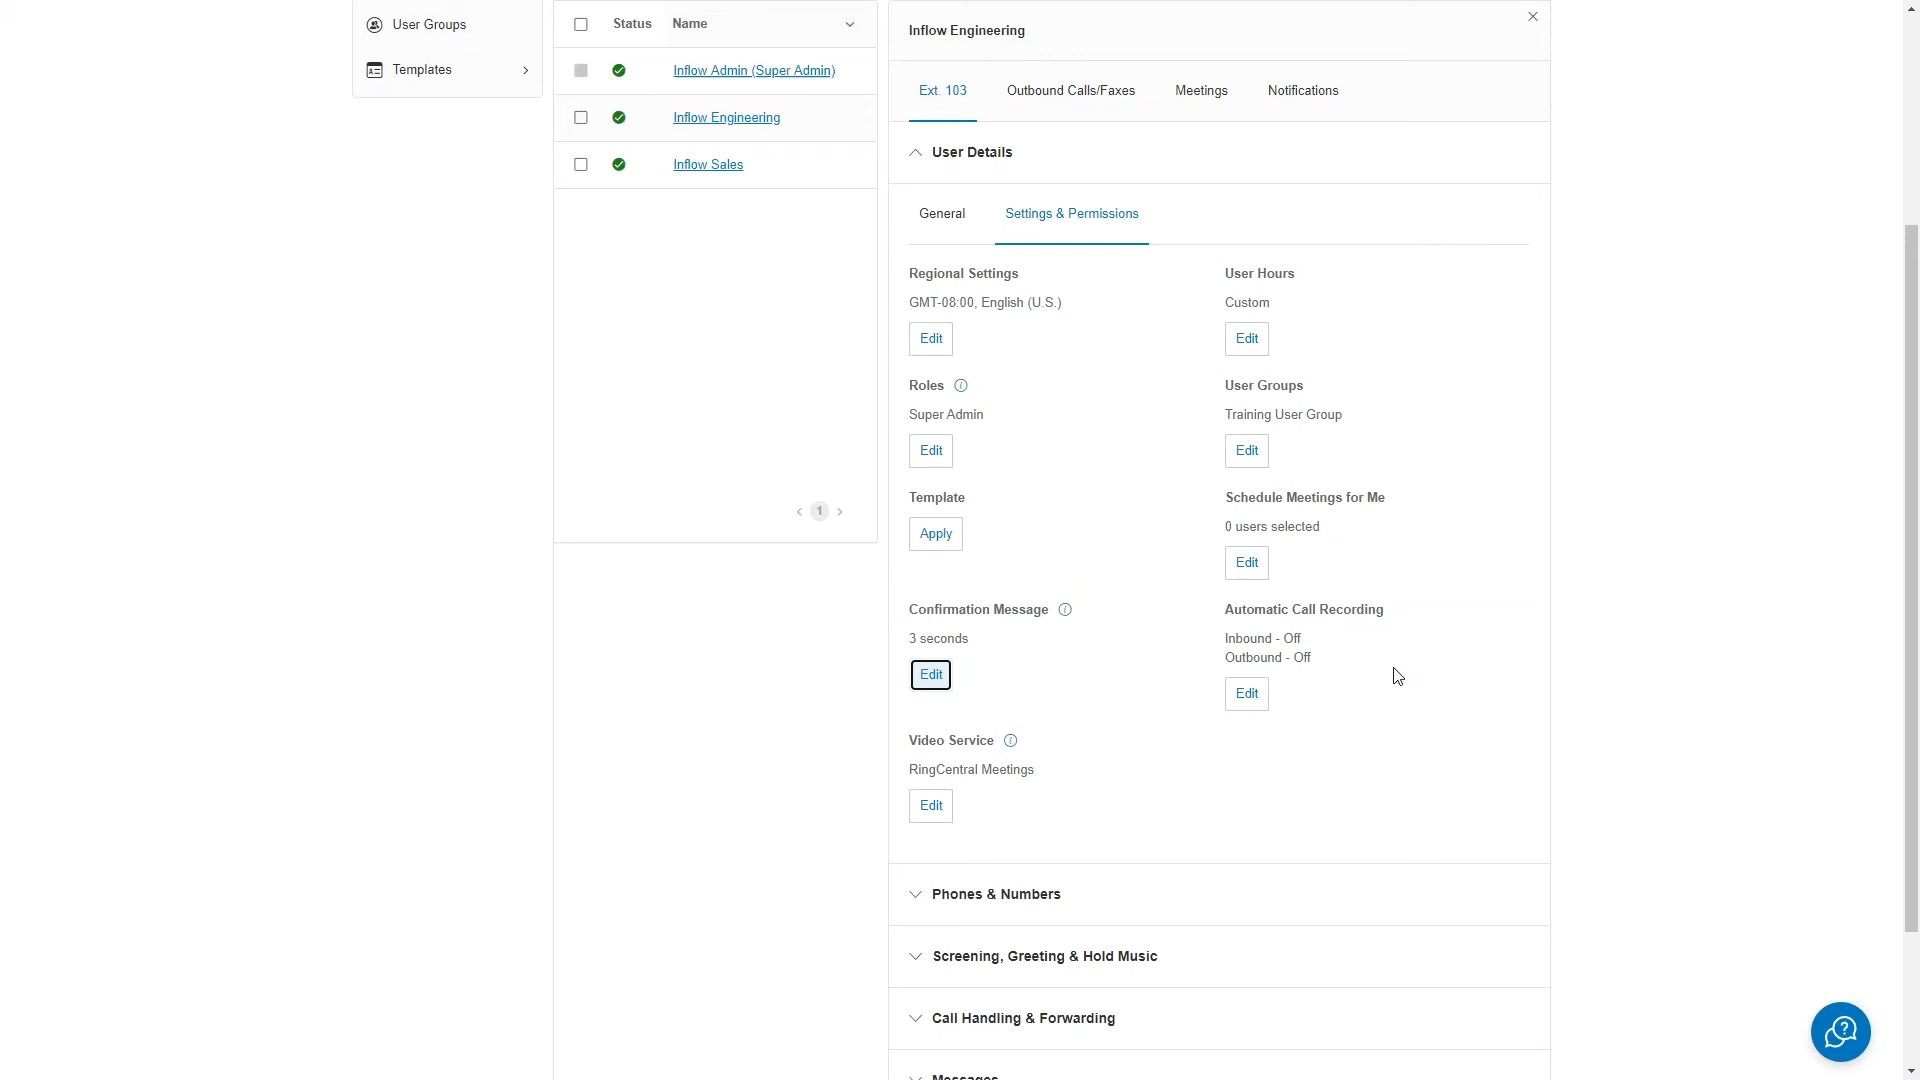 User Groups
Templates
Status Name
Inflow Admin (Super Admin)
Inflow Engineering
Inflow Sales
1
Inflow Engineering
Ext. 103 Outbound Calls/Faxes Meetings Notifications
User Details
General Settings & Permissions
Regional Settings
GMT-08:00, English (U.S.)
Edit
User Hours
Custom
Edit
Roles
Super Admin
Edit
User Groups
Training User Group
Edit
Template
Apply
Schedule Meetings for Me
0 users selected
Edit
Confirmation Message
3 seconds
Edit
Automatic Call Recording
Inbound - Off
Outbound - Off
Edit
Video Service
RingCentral Meetings
Edit
Phones & Numbers
Screening, Greeting & Hold Music
Call Handling & Forwarding
Messages